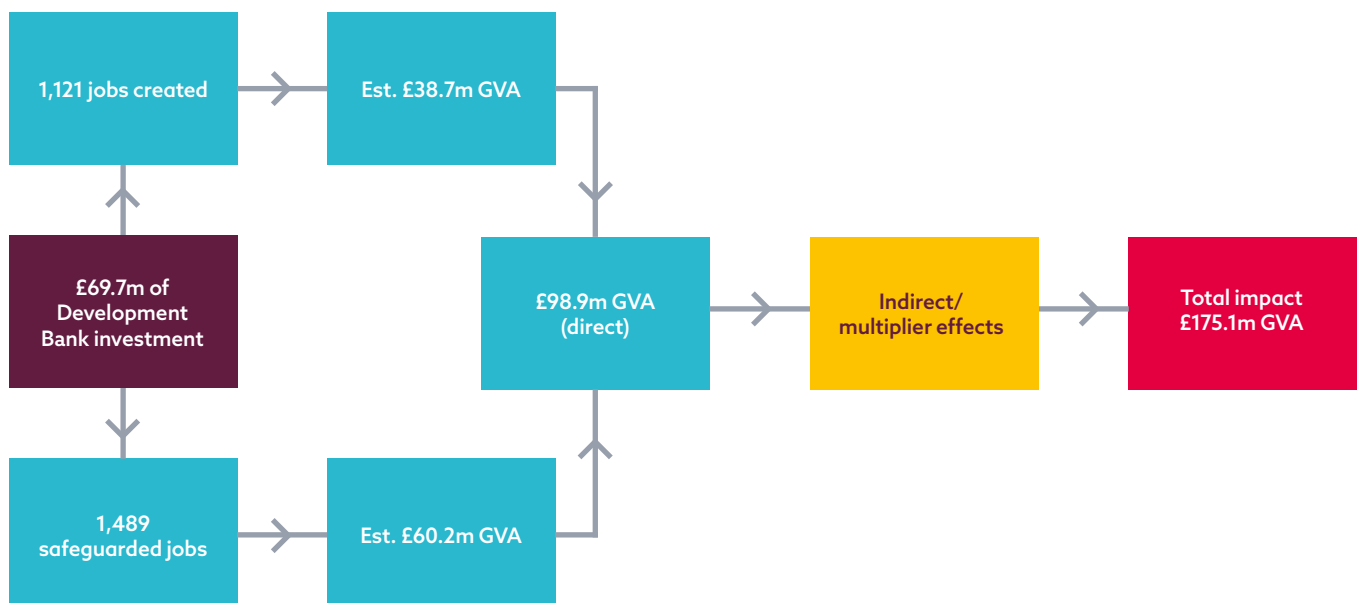 1,121 jobs created
Est. £38.7m GVA
£69.7m of
Development
Bank investment
£98.9m GVA
(direct)
Indirect/
multiplier effects
Total impact
£175.1m GVA
1,489
safeguarded jobs
Est. £60.2m GVA